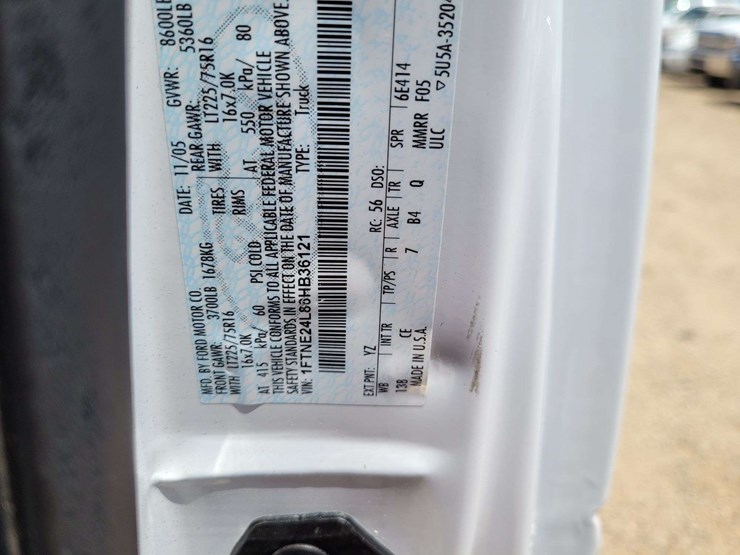 MFD. BY FORD MOTOR CO. DATE: 11/05 GVWR: 8600LB
FRONT GAWR: 3700LB 1678KG REAR GAWR: 5360LB
WITH LT225/75R16 TIRES WITH LT225/75R16
16x7.0K RIMS 16x7.0K
AT 415 kPa/ 60 PSI COLD AT 550 kPa/ 80
THIS VEHICLE CONFORMS TO ALL APPLICABLE FEDERAL MOTOR VEHICLE
SAFETY STANDARDS IN EFFECT ON THE DATE OF MANUFACTURE SHOWN ABOVE.
VIN: 1FTNE24L86HB36121 TYPE: Truck
EXT PNT: YZ RC: 56 DSO:
WB INT TR TP/PS R AXLE TR SPR 6E414
138 CE 7 B4 Q MMRR F05
MADE IN U.S.A. ULC
▽5U5A-3520